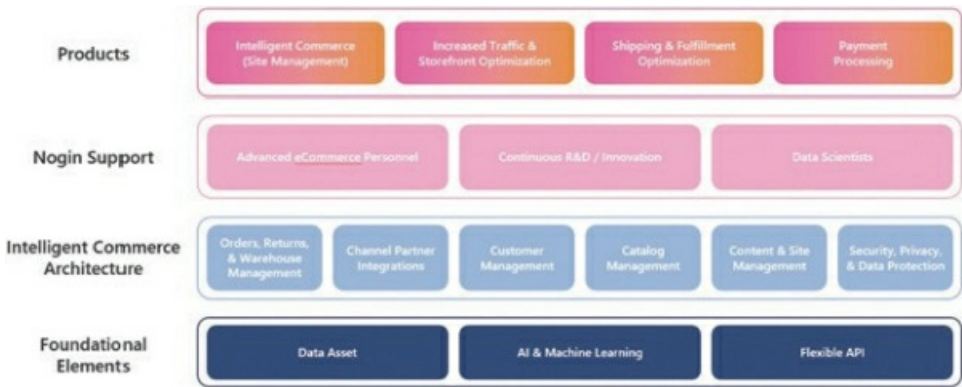 Products
Intelligent Commerce
(Site Management)
Increased Traffic &
Storefront Optimization
Shipping & Fulfillment
Optimization
Payment
Processing
Nogin Support
Advanced eCommerce Personnel
Continuous R&D / Innovation
Data Scientists
Intelligent Commerce
Architecture
Orders, Returns,
& Warehouse
Management
Channel Partner
Integrations
Customer
Management
Catalog
Management
Content & Site
Management
Security, Privacy,
& Data Protection
Foundational
Elements
Data Asset
AI & Machine Learning
Flexible API